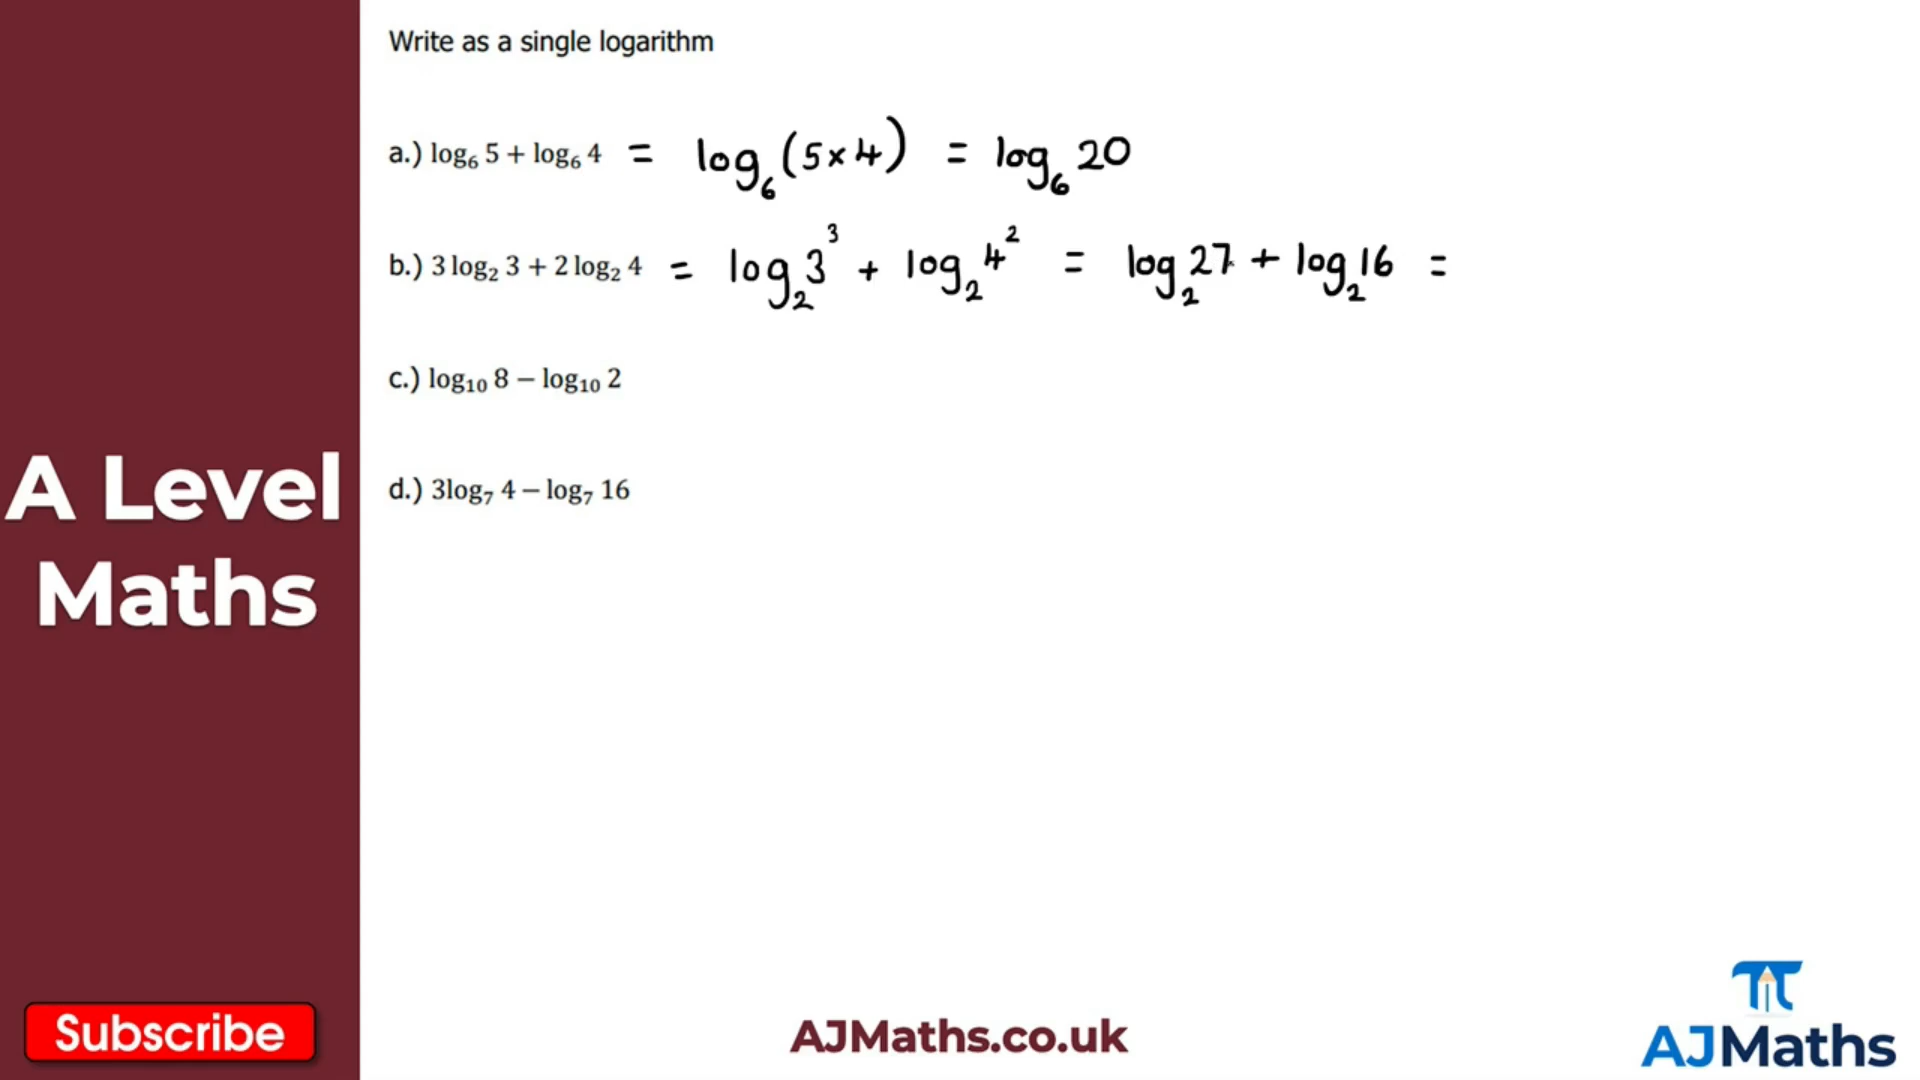 Write as a single logarithm
a.) log₆ 5 + log₆ 4 = log₆(5×4) = log₆ 20
b.) 3 log₂ 3 + 2 log₂ 4 = log₂ 3³ + log₂ 4² = log₂ 27 + log₂ 16 =
c.) log₁₀ 8 − log₁₀ 2
d.) 3log₇ 4 − log₇ 16
A Level
Maths
Subscribe
AJMaths.co.uk
AJMaths